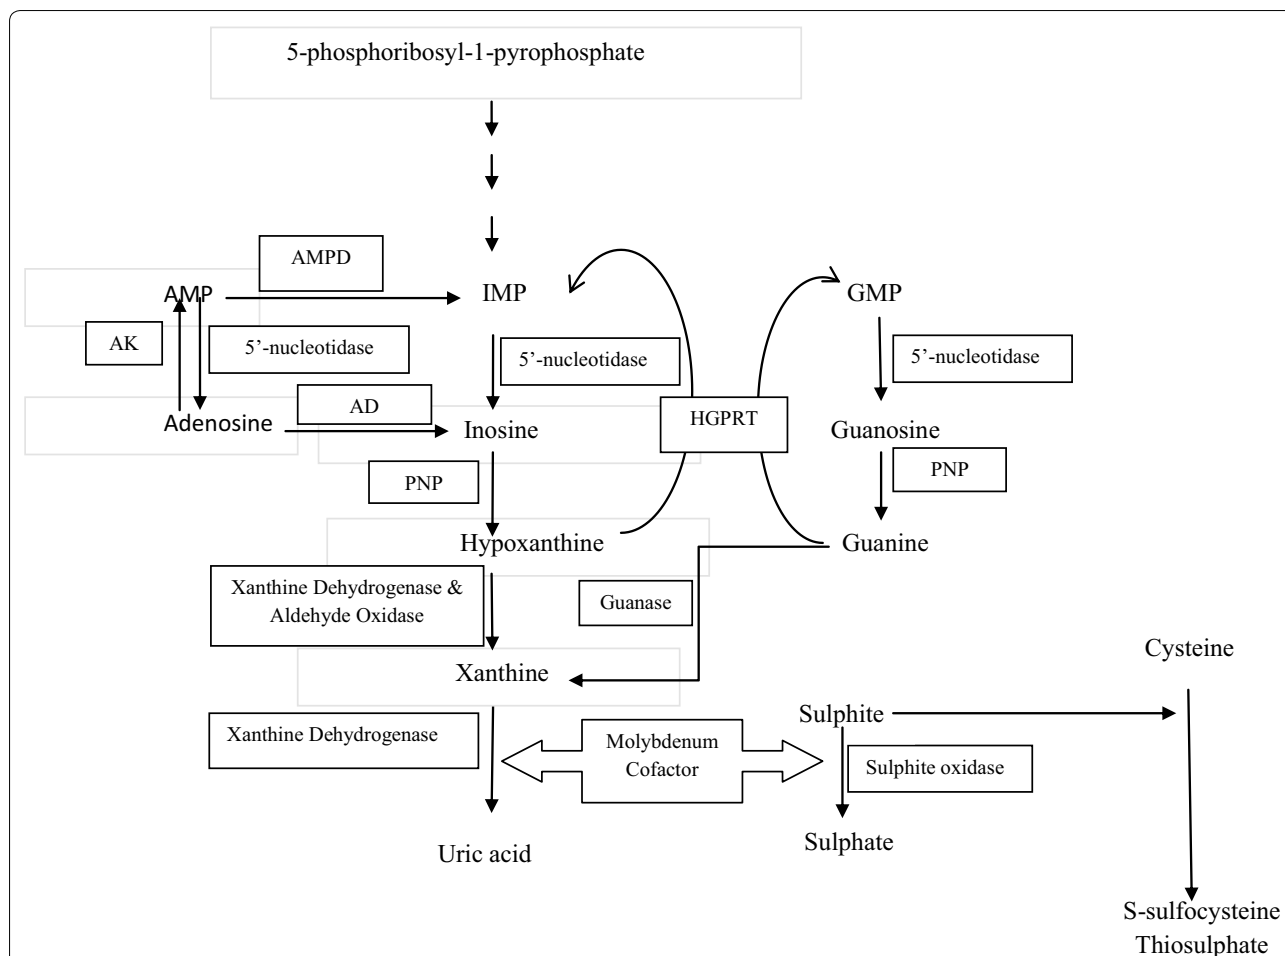 5-phosphoribosyl-1-pyrophosphate
AMPD
AMP
IMP
GMP
AK
5’-nucleotidase
5’-nucleotidase
5’-nucleotidase
AD
HGPRT
Adenosine
Inosine
Guanosine
PNP
PNP
Hypoxanthine
Guanine
Xanthine Dehydrogenase &
Aldehyde Oxidase
Guanase
Cysteine
Xanthine
Sulphite
Xanthine Dehydrogenase
Molybdenum
Cofactor
Sulphite oxidase
Uric acid
Sulphate
S-sulfocysteine
Thiosulphate